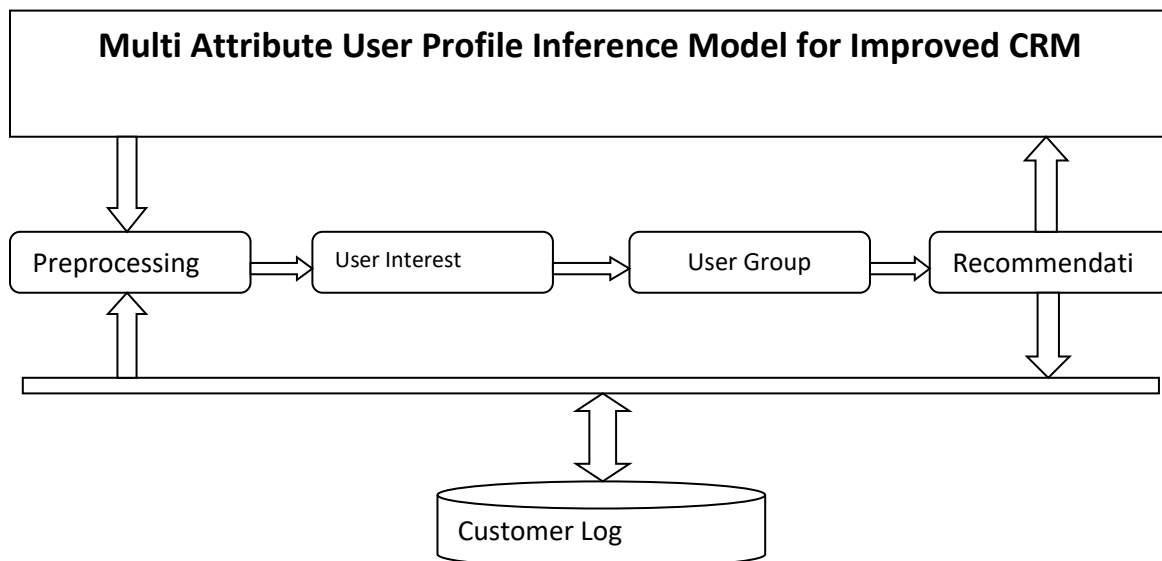 Multi Attribute User Profile Inference Model for Improved CRM
Preprocessing
User Interest
User Group
Recommendati
Customer Log